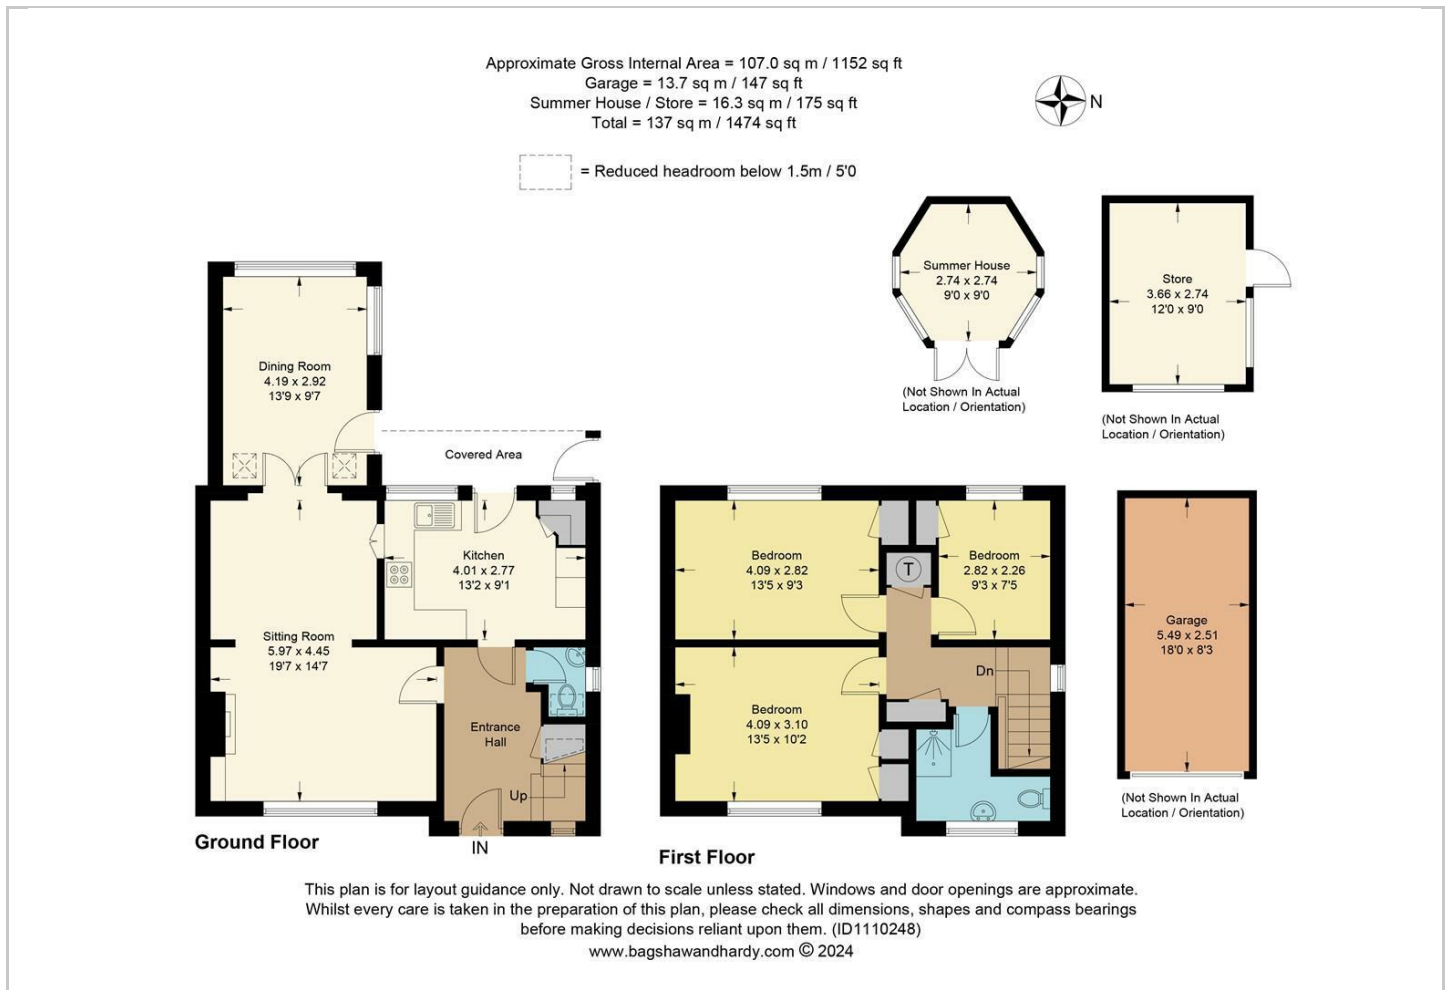 Approximate Gross Internal Area = 107.0 sq m / 1152 sq ft
Garage = 13.7 sq m / 147 sq ft
Summer House / Store = 16.3 sq m / 175 sq ft
Total = 137 sq m / 1474 sq ft
N
= Reduced headroom below 1.5m / 5'0
Summer House
2.74 x 2.74
9'0 x 9'0
(Not Shown In Actual
Location / Orientation)
Store
3.66 x 2.74
12'0 x 9'0
(Not Shown In Actual
Location / Orientation)
Dining Room
4.19 x 2.92
13'9 x 9'7
Covered Area
Kitchen
4.01 x 2.77
13'2 x 9'1
Sitting Room
5.97 x 4.45
19'7 x 14'7
Entrance
Hall
Up
IN
Ground Floor
Bedroom
4.09 x 2.82
13'5 x 9'3
T
Bedroom
2.82 x 2.26
9'3 x 7'5
Dn
Bedroom
4.09 x 3.10
13'5 x 10'2
First Floor
Garage
5.49 x 2.51
18'0 x 8'3
(Not Shown In Actual
Location / Orientation)
This plan is for layout guidance only. Not drawn to scale unless stated. Windows and door openings are approximate.
Whilst every care is taken in the preparation of this plan, please check all dimensions, shapes and compass bearings
before making decisions reliant upon them. (ID1110248)
www.bagshawandhardy.com © 2024